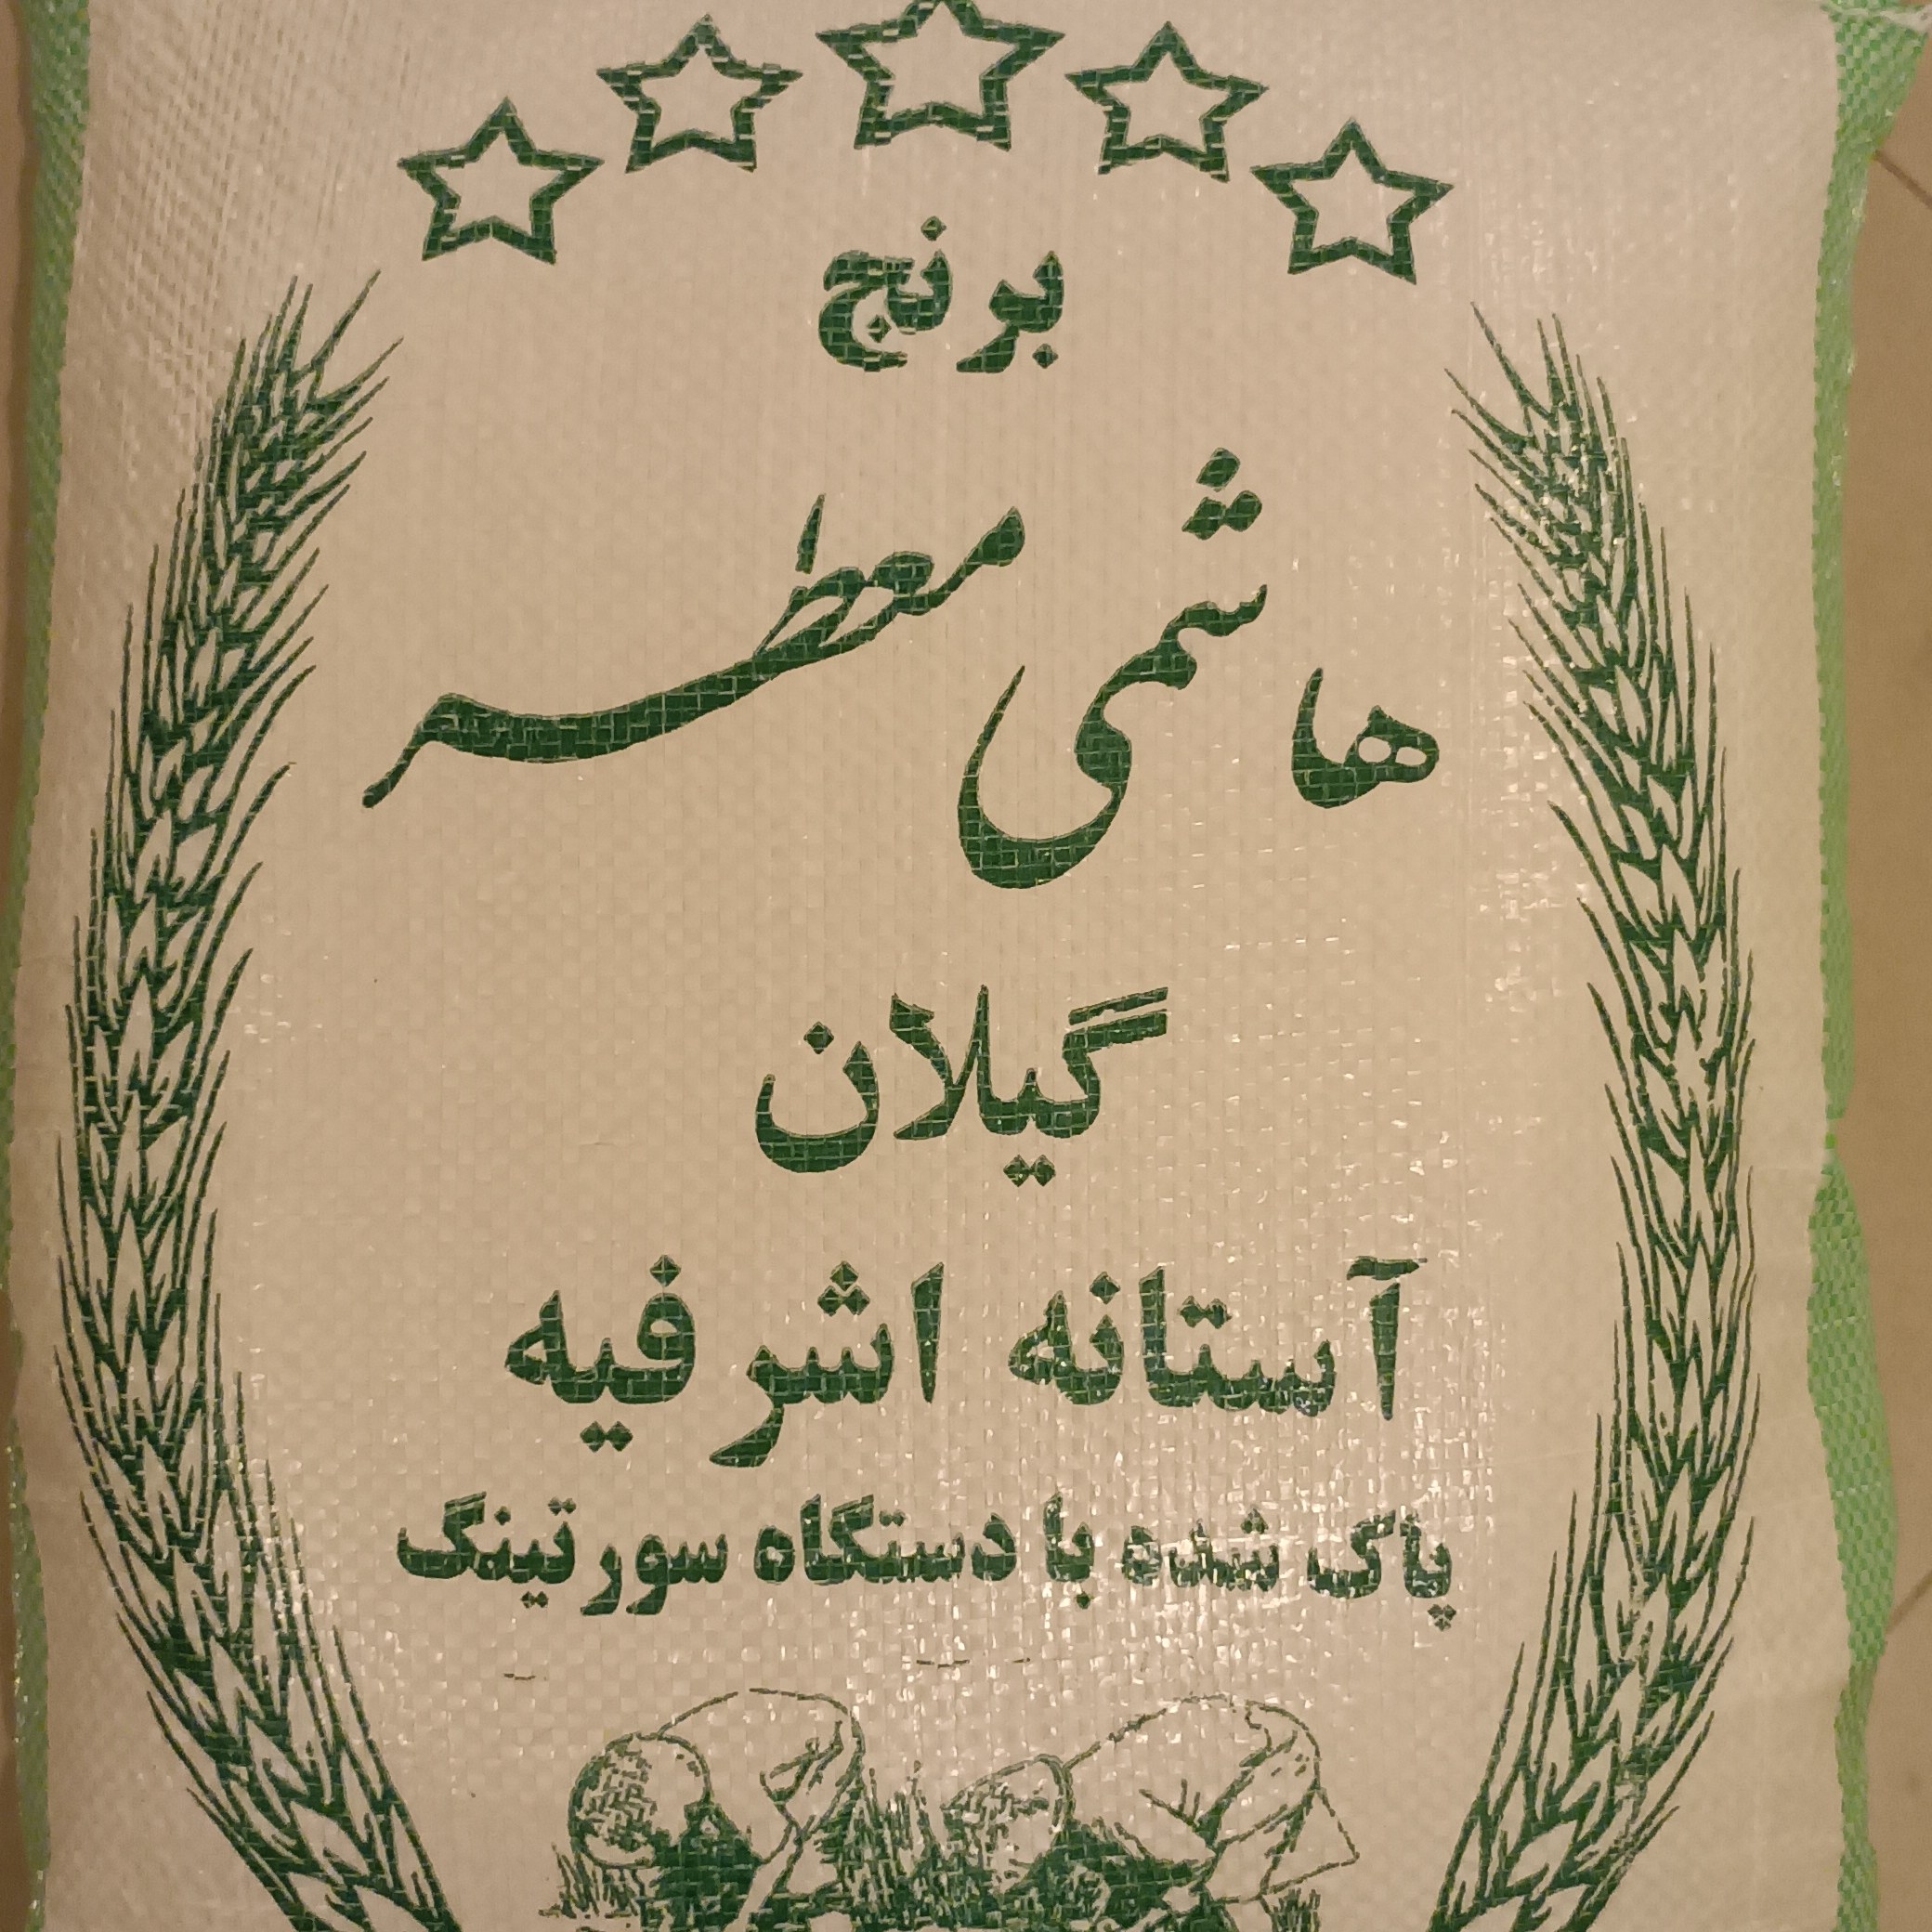 برنج
هاشمی معطر
گیلان
آستانه اشرفیه
پاک شده با دستگاه سورتینگ